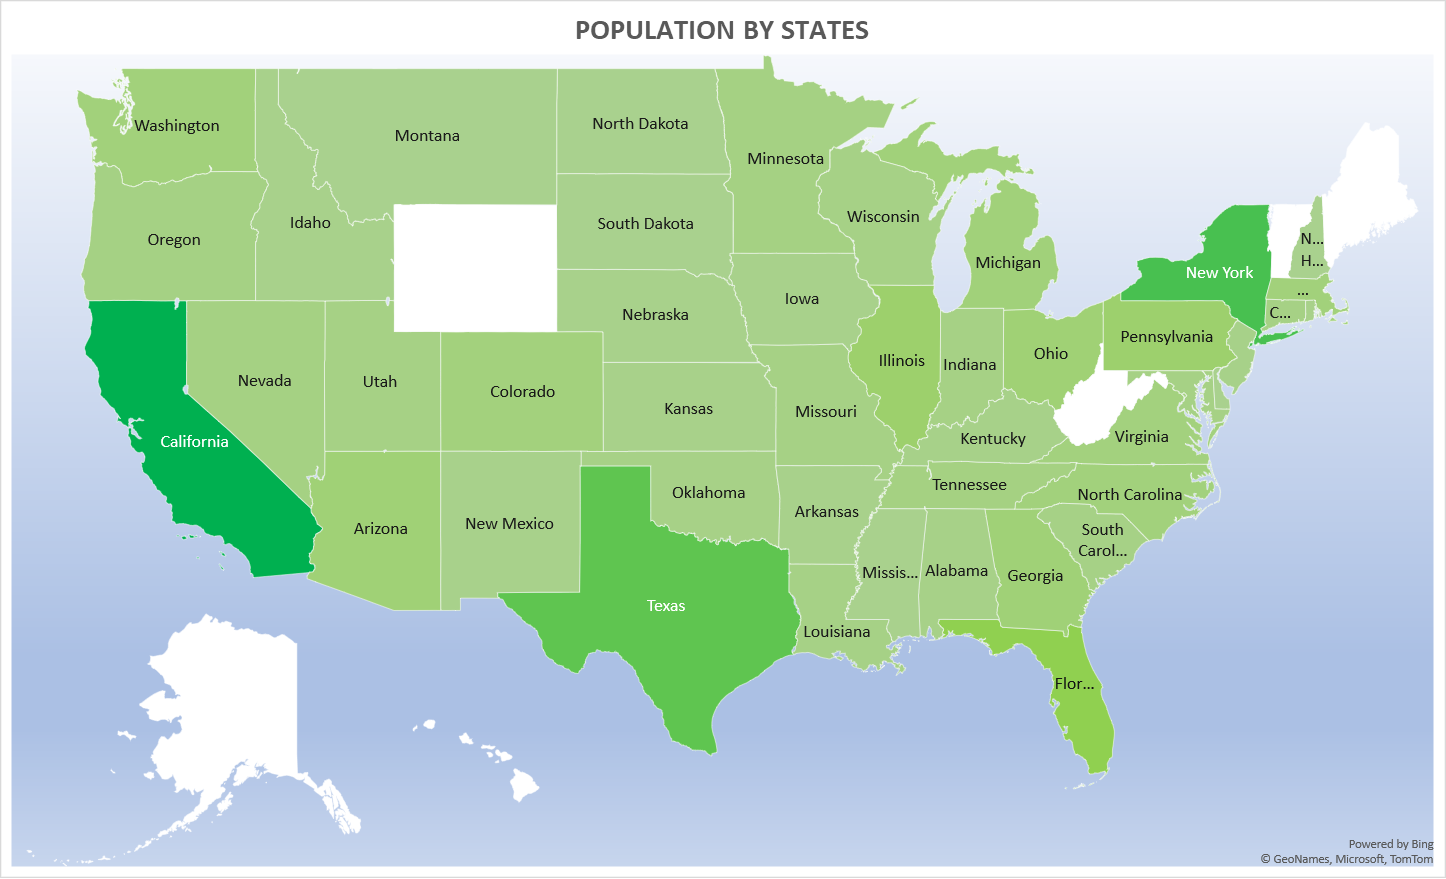 POPULATION BY STATES
Washington
Montana
North Dakota
Minnesota
Idaho
Oregon
South Dakota
Wisconsin
Michigan
N...
H...
New York
...
C...
Iowa
Nebraska
Pennsylvania
Ohio
Illinois
Indiana
Nevada
Utah
Colorado
Kansas
Missouri
Virginia
Kentucky
California
Tennessee
North Carolina
Oklahoma
Arkansas
New Mexico
Arizona
South
Carol...
Mississ...
Alabama
Georgia
Texas
Louisiana
Flor...
Powered by Bing
© GeoNames, Microsoft, TomTom